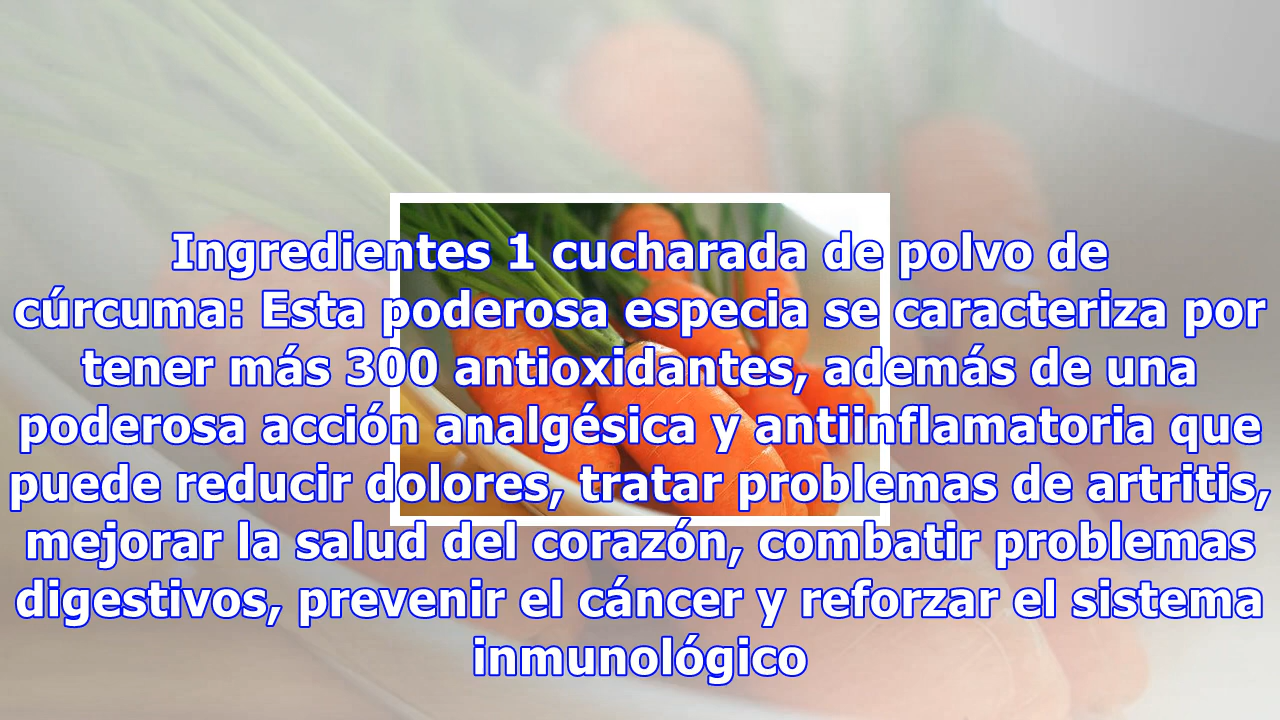 Ingredientes 1 cucharada de polvo de
cúrcuma: Esta poderosa especia se caracteriza por
tener más 300 antioxidantes, además de una
poderosa acción analgésica y antiinflamatoria que
puede reducir dolores, tratar problemas de artritis,
mejorar la salud del corazón, combatir problemas
digestivos, prevenir el cáncer y reforzar el sistema
inmunológico